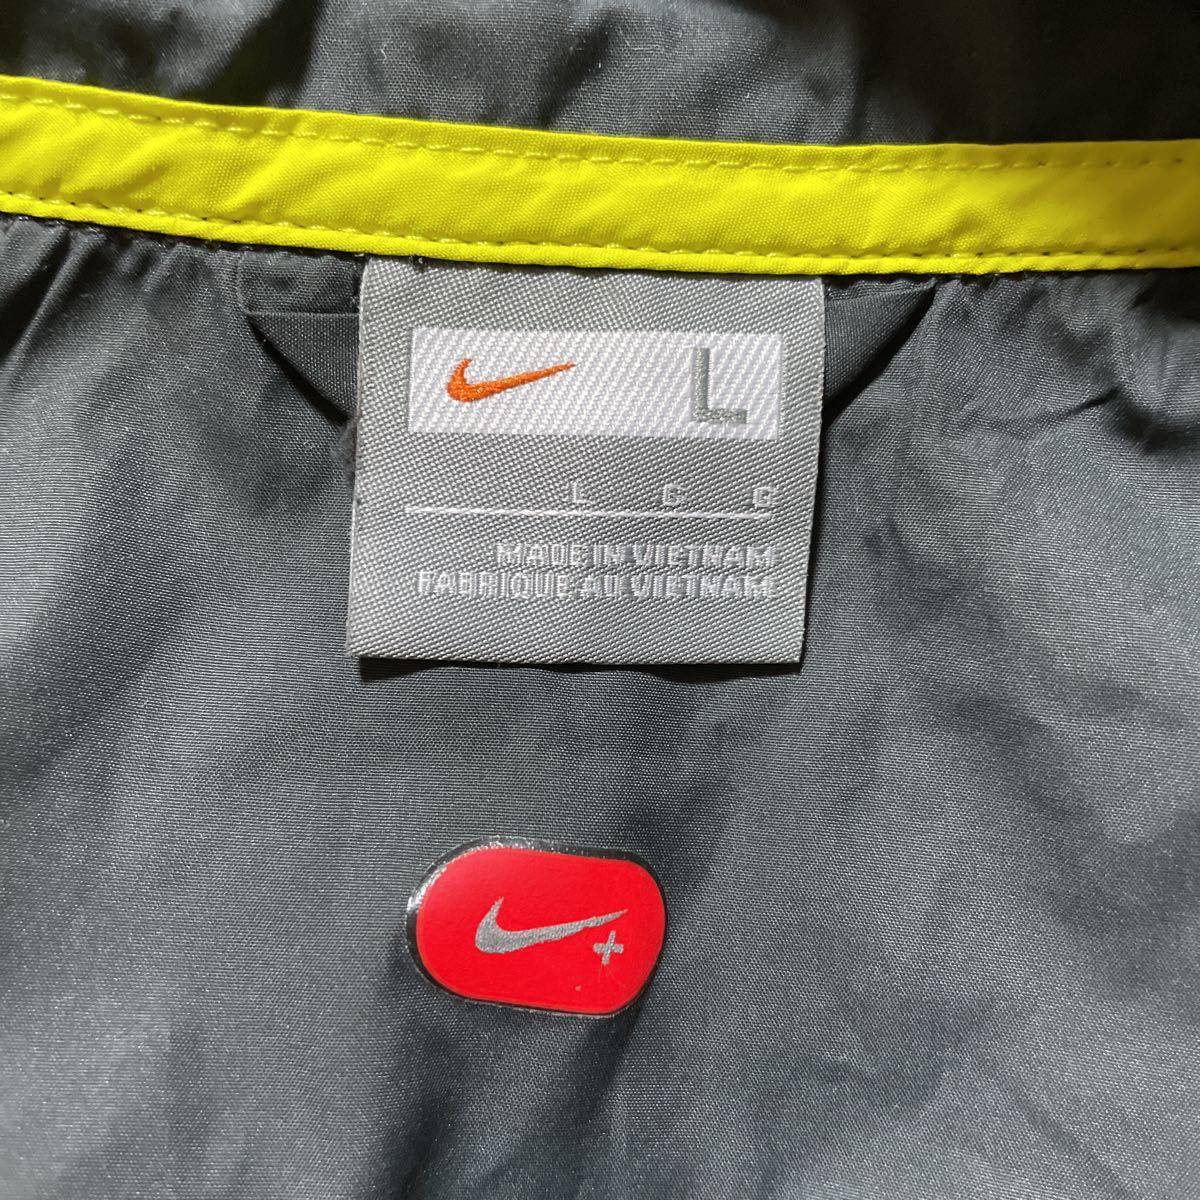 L
L G G
MADE IN VIETNAM
FABRIQUE AU VIETNAM
+